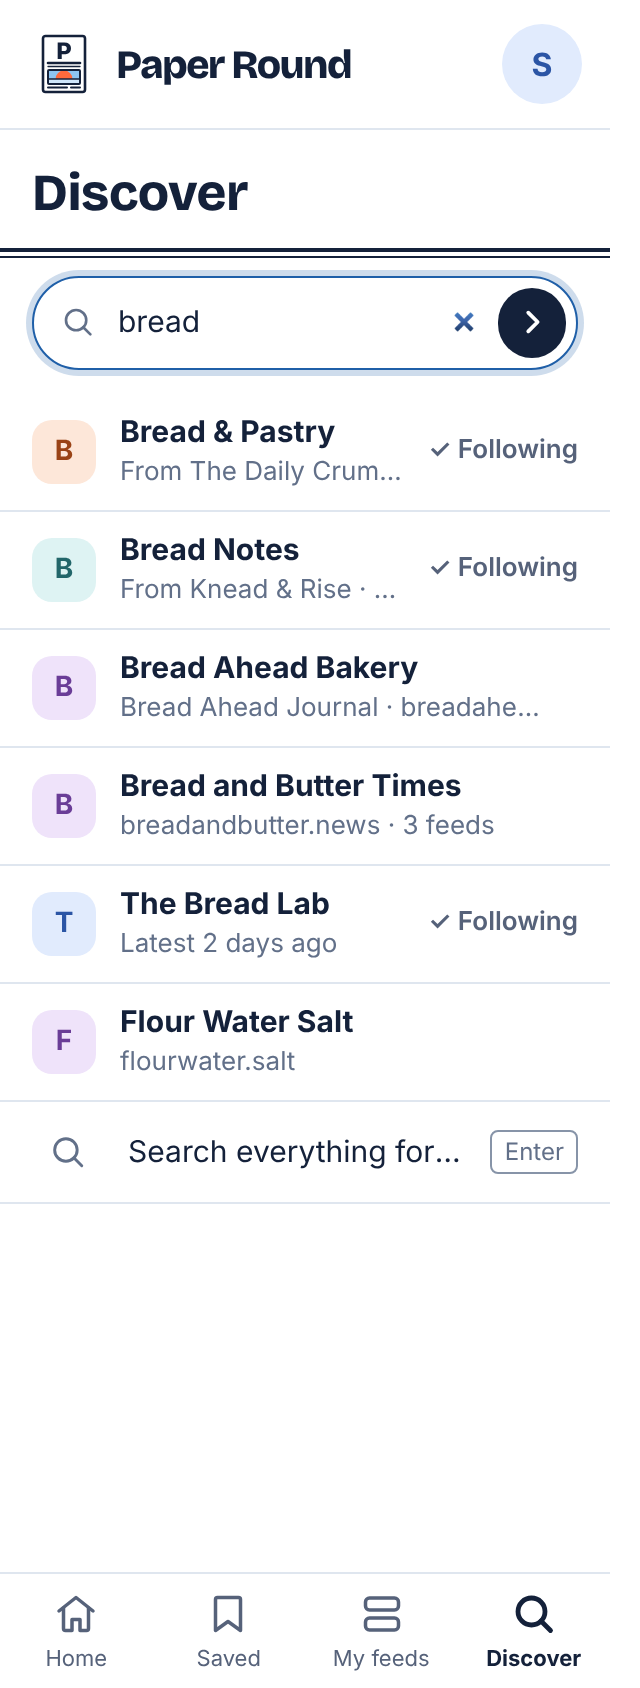 P
Paper Round
S
Discover
bread
B
Bread & Pastry
From The Daily Crum...
✓ Following
B
Bread Notes
From Knead & Rise · ...
✓ Following
B
Bread Ahead Bakery
Bread Ahead Journal · breadahe...
B
Bread and Butter Times
breadandbutter.news · 3 feeds
T
The Bread Lab
Latest 2 days ago
✓ Following
F
Flour Water Salt
flourwater.salt
Search everything for...
Enter
Home
Saved
My feeds
Discover